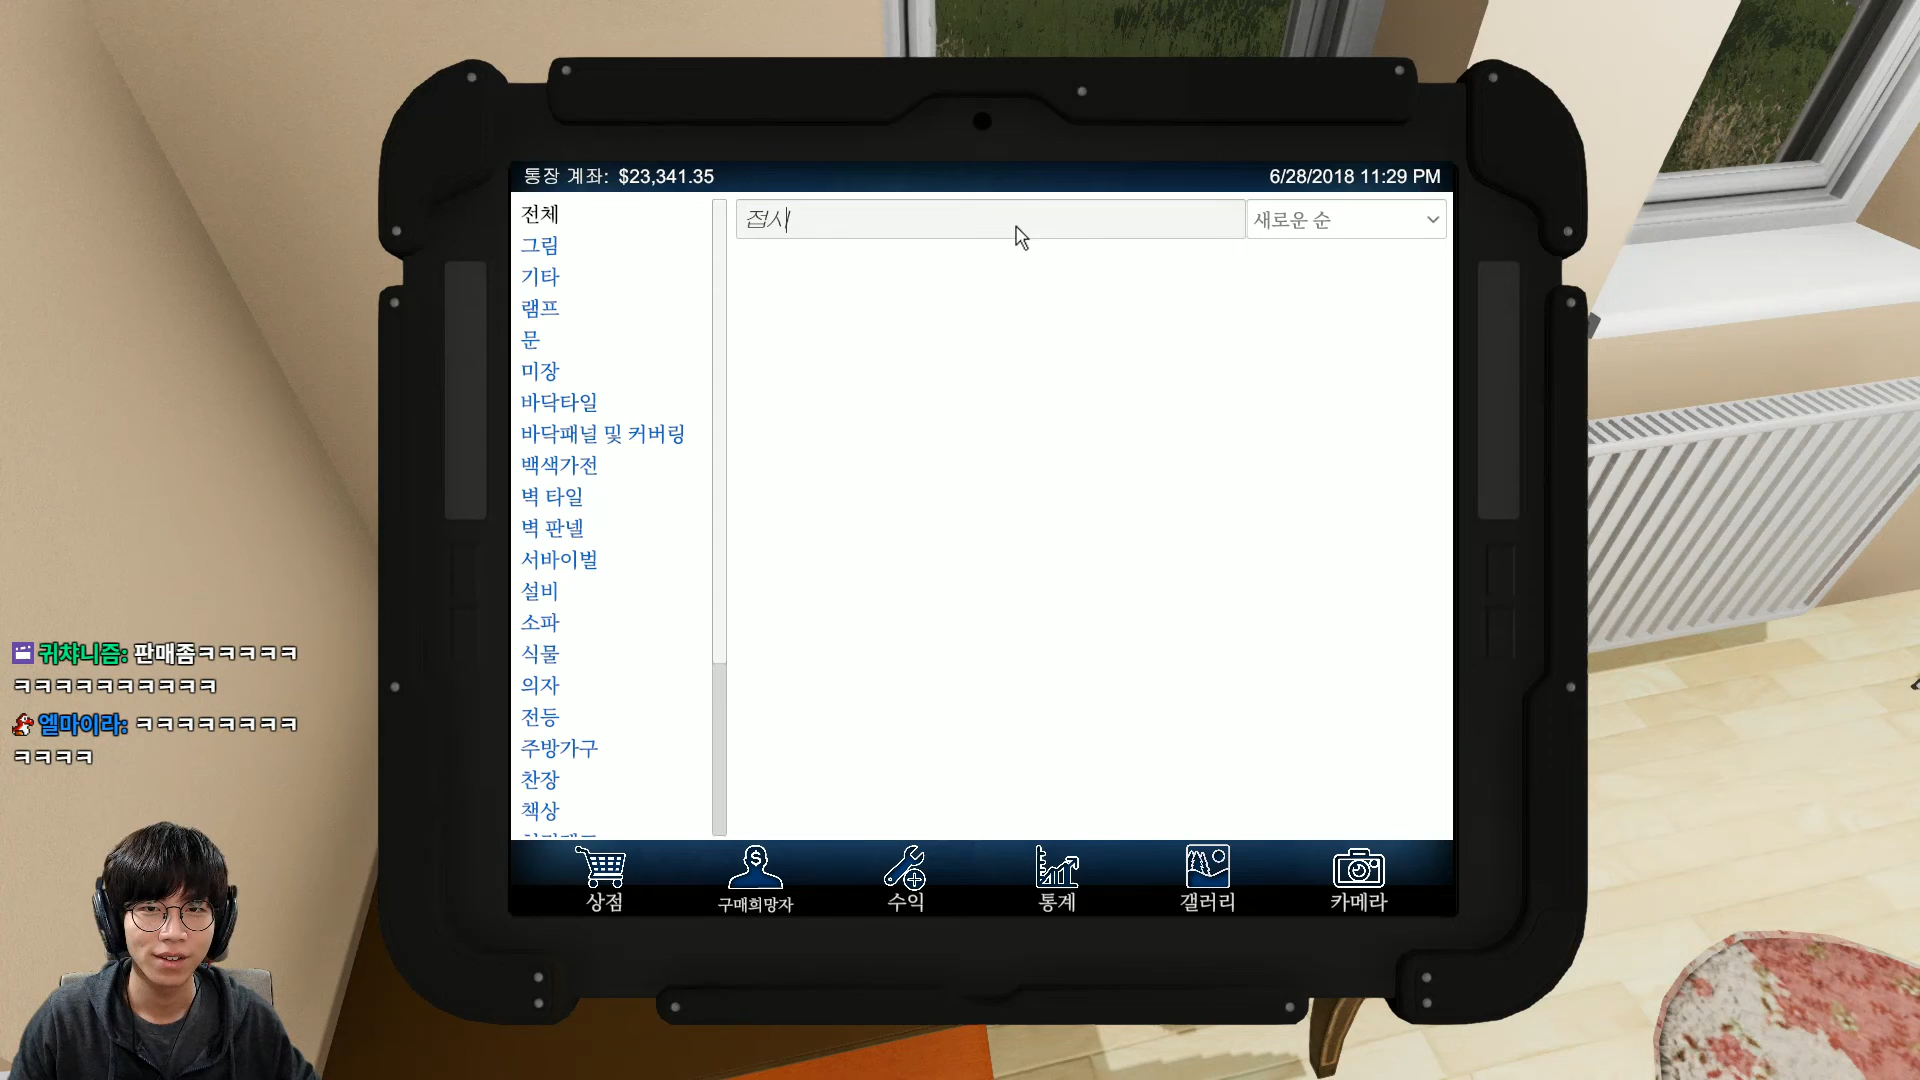 통장 계좌: $23,341.35
6/28/2018 11:29 PM
전체
그림
기타
램프
문
미장
바닥타일
바닥패널 및 커버링
백색가전
벽 타일
벽 판넬
서바이벌
설비
소파
식물
의자
전등
주방가구
찬장
책상
접시
새로운 순
상점
구매희망자
수익
통계
갤러리
카메라
귀챠니즘: 판매좀ㅋㅋㅋㅋㅋ
ㅋㅋㅋㅋㅋㅋㅋㅋㅋㅋ
엘마이라: ㅋㅋㅋㅋㅋㅋㅋㅋ
ㅋㅋㅋㅋ